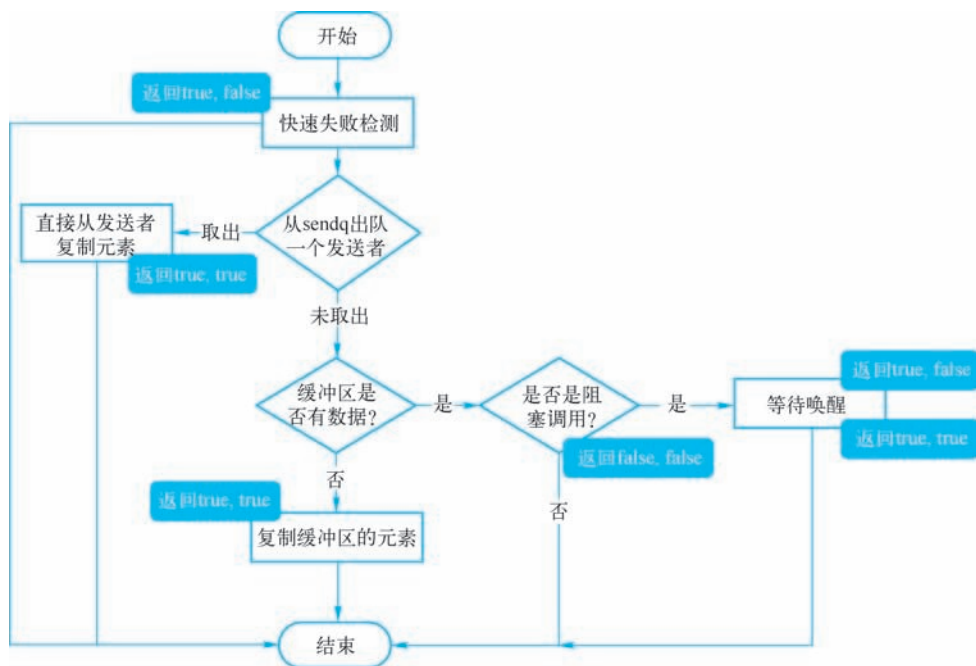 开始
返回true, false
快速失败检测
直接从发送者
复制元素
取出
从sendq出队
一个发送者
返回true, true
未取出
缓冲区是
否有数据?
是
是否是阻
塞调用?
是
返回true, false
等待唤醒
返回true, true
返回false, false
否
返回true, true
复制缓冲区的元素
否
结束